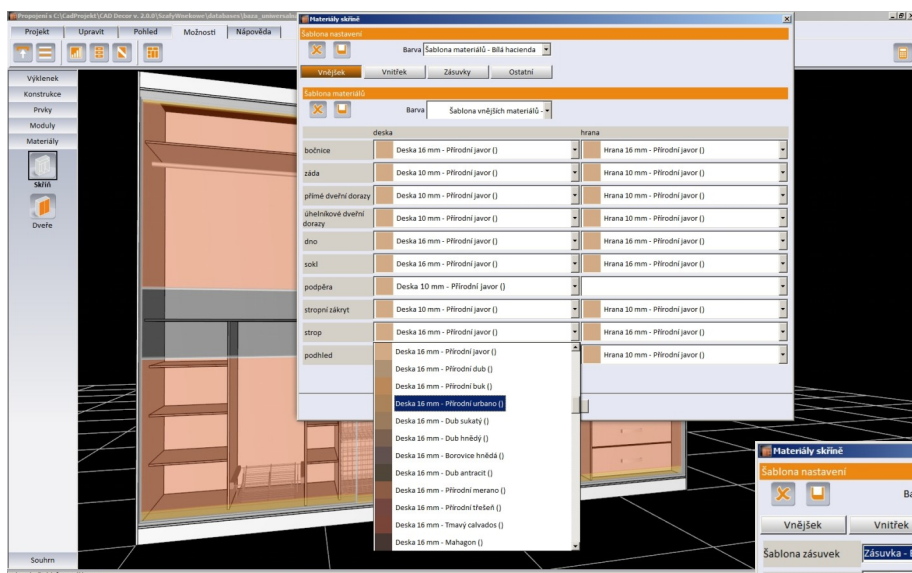 Propojení s C:\CadProjekt\CAD Decor v. 2.0.0\SzafyWnekowe\databases\baza_uniwersalna
Projekt Upravit Pohled Možnosti Nápověda
Výklenek
Konstrukce
Prvky
Moduly
Materiály
Skříň
Dveře
Souhrn
Materiály skříně
Šablona nastavení
Barva Šablona materiálů - Bílá hacienda
Vnějšek Vnitřek Zásuvky Ostatní
Šablona materiálů
Barva Šablona vnějších materiálů -
deska hrana
bočnice Deska 16 mm - Přírodní javor () Hrana 16 mm - Přírodní javor ()
záda Deska 10 mm - Přírodní javor () Hrana 10 mm - Přírodní javor ()
přímé dveřní dorazy Deska 10 mm - Přírodní javor () Hrana 10 mm - Přírodní javor ()
úhelníkové dveřní
dorazy Deska 10 mm - Přírodní javor () Hrana 10 mm - Přírodní javor ()
dno Deska 16 mm - Přírodní javor () Hrana 16 mm - Přírodní javor ()
sokl Deska 16 mm - Přírodní javor () Hrana 16 mm - Přírodní javor ()
podpěra Deska 10 mm - Přírodní javor ()
stropní zákryt Deska 10 mm - Přírodní javor () Hrana 10 mm - Přírodní javor ()
strop Deska 16 mm - Přírodní javor () Hrana 16 mm - Přírodní javor ()
podhled Hrana 10 mm - Přírodní javor ()
Deska 16 mm - Přírodní javor ()
Deska 16 mm - Přírodní dub ()
Deska 16 mm - Přírodní buk ()
Deska 16 mm - Přírodní urbano ()
Deska 16 mm - Dub sukatý ()
Deska 16 mm - Dub hnědý ()
Deska 16 mm - Borovice hnědá ()
Deska 16 mm - Dub antracit ()
Deska 16 mm - Přírodní merano ()
Deska 16 mm - Přírodní třešeň ()
Deska 16 mm - Tmavý calvados ()
Deska 16 mm - Mahagon ()
Materiály skříně
Šablona nastavení
Ba
Vnějšek Vnitřek
Šablona zásuvek Zásuvka - B